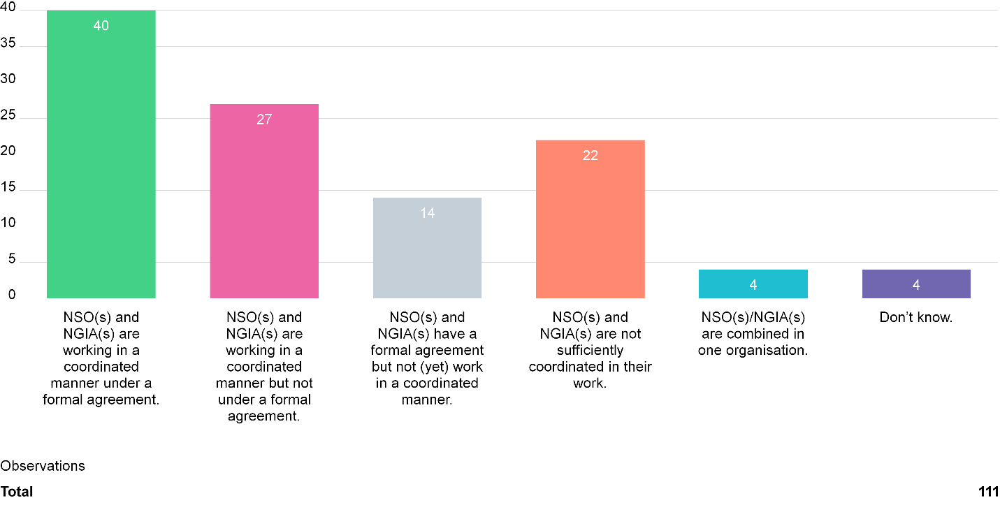 40
35
30
25
20
15
10
5
0
40
27
14
22
4
4
NSO(s) and
NGIA(s) are
working in a
coordinated
manner under a
formal agreement.
NSO(s) and
NGIA(s) are
working in a
coordinated
manner but not
under a formal
agreement.
NSO(s) and
NGIA(s) have a
formal agreement
but not (yet) work
in a coordinated
manner.
NSO(s) and
NGIA(s) are not
sufficiently
coordinated in their
work.
NSO(s)/NGIA(s)
are combined in
one organisation.
Don’t know.
Observations
Total 111